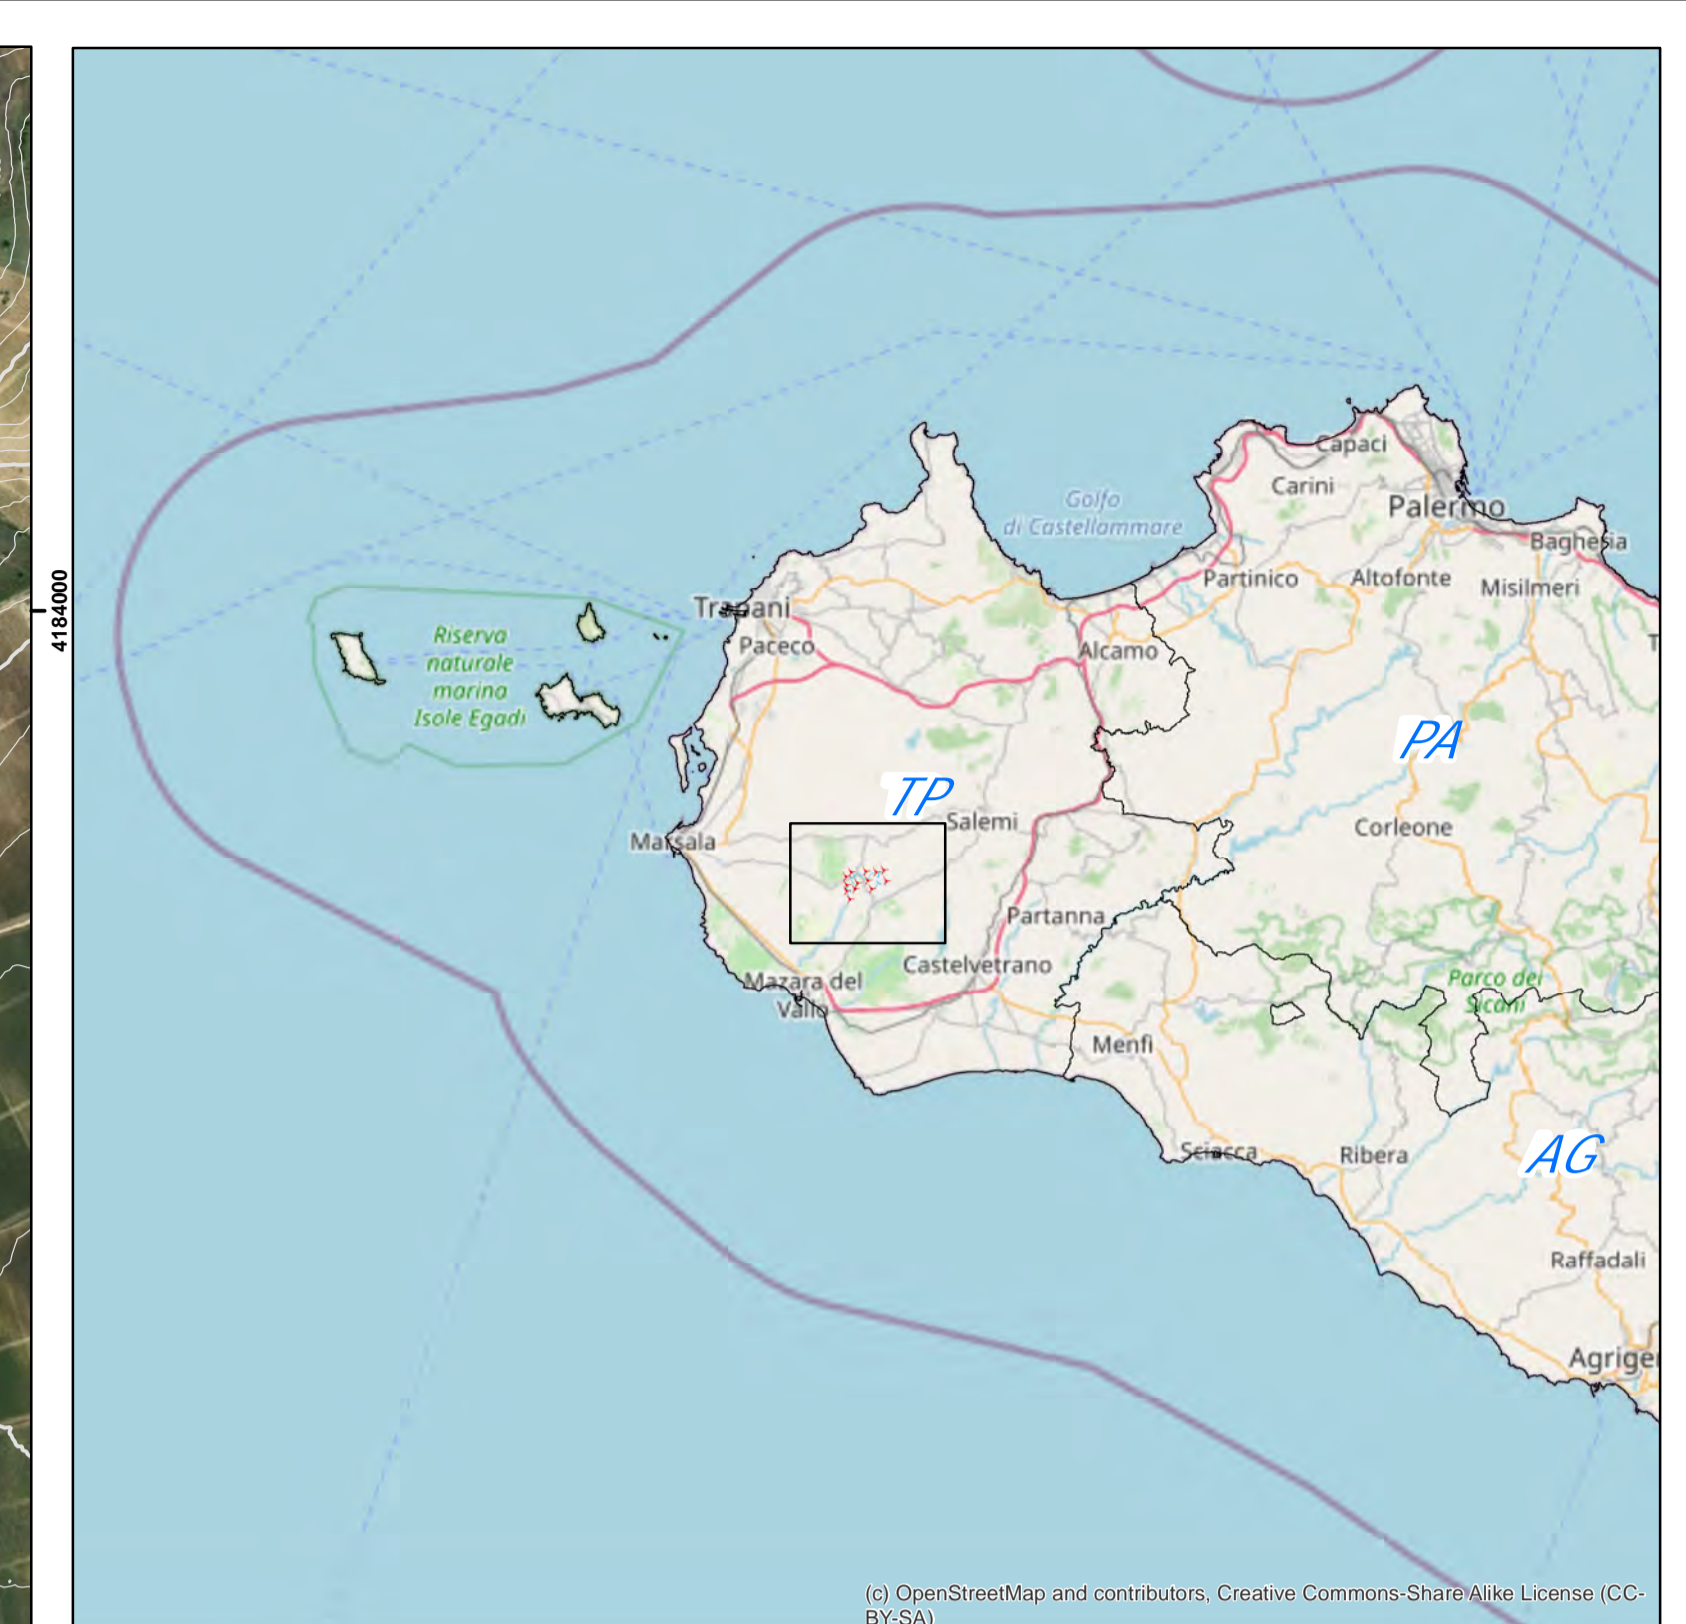 4184000
Golfo
di Castellammare
Capaci
Carini
Palermo
Bagheria
Partinico
Altofonte
Misilmeri
Trapani
Paceco
Alcamo
Riserva
naturale
marina
Isole Egadi
PA
TP
Salemi
Corleone
Marsala
Partanna
Castelvetrano
Parco dei
Sicani
Mazara del
Vallo
Menfi
Sciacca
Ribera
AG
Raffadali
Agrige
(c) OpenStreetMap and contributors, Creative Commons-Share Alike License (CC-
BY-SA)